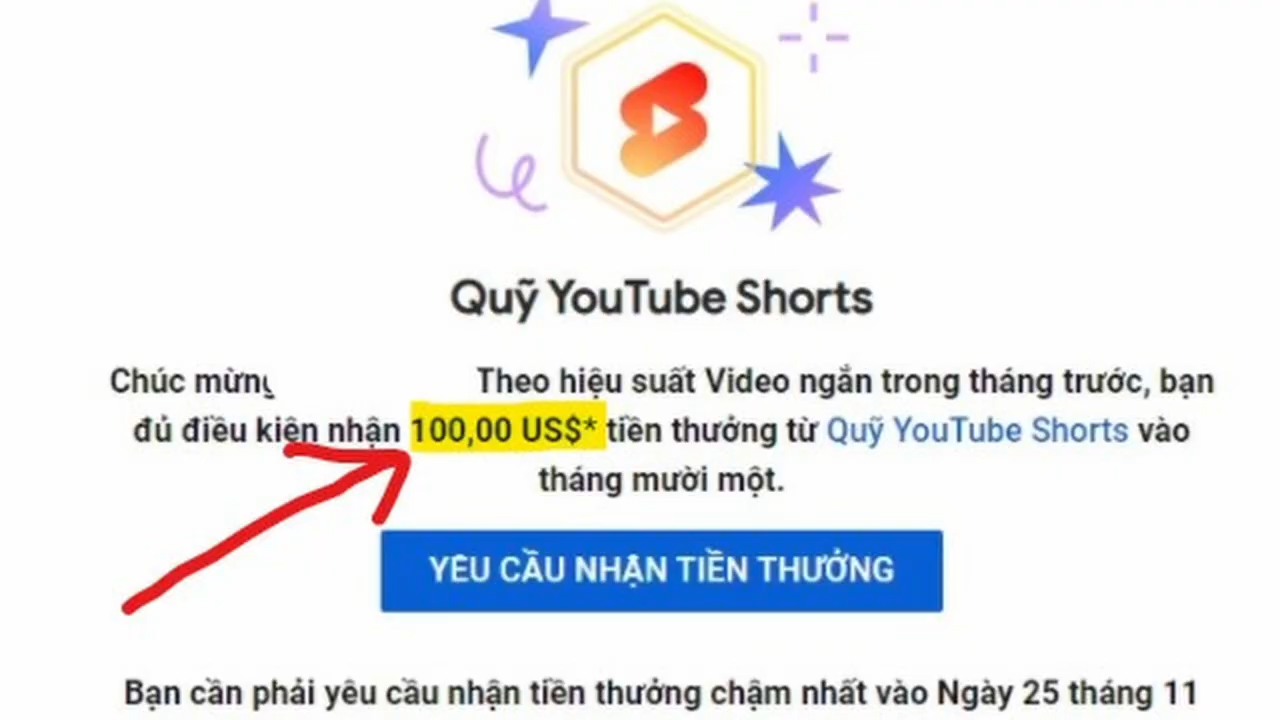 Quỹ YouTube Shorts
Chúc mừng Theo hiệu suất Video ngắn trong tháng trước, bạn
đủ điều kiện nhận 100,00 US$* tiền thưởng từ Quỹ YouTube Shorts vào
tháng mười một.
YÊU CẦU NHẬN TIỀN THƯỞNG
Bạn cần phải yêu cầu nhận tiền thưởng chậm nhất vào Ngày 25 tháng 11